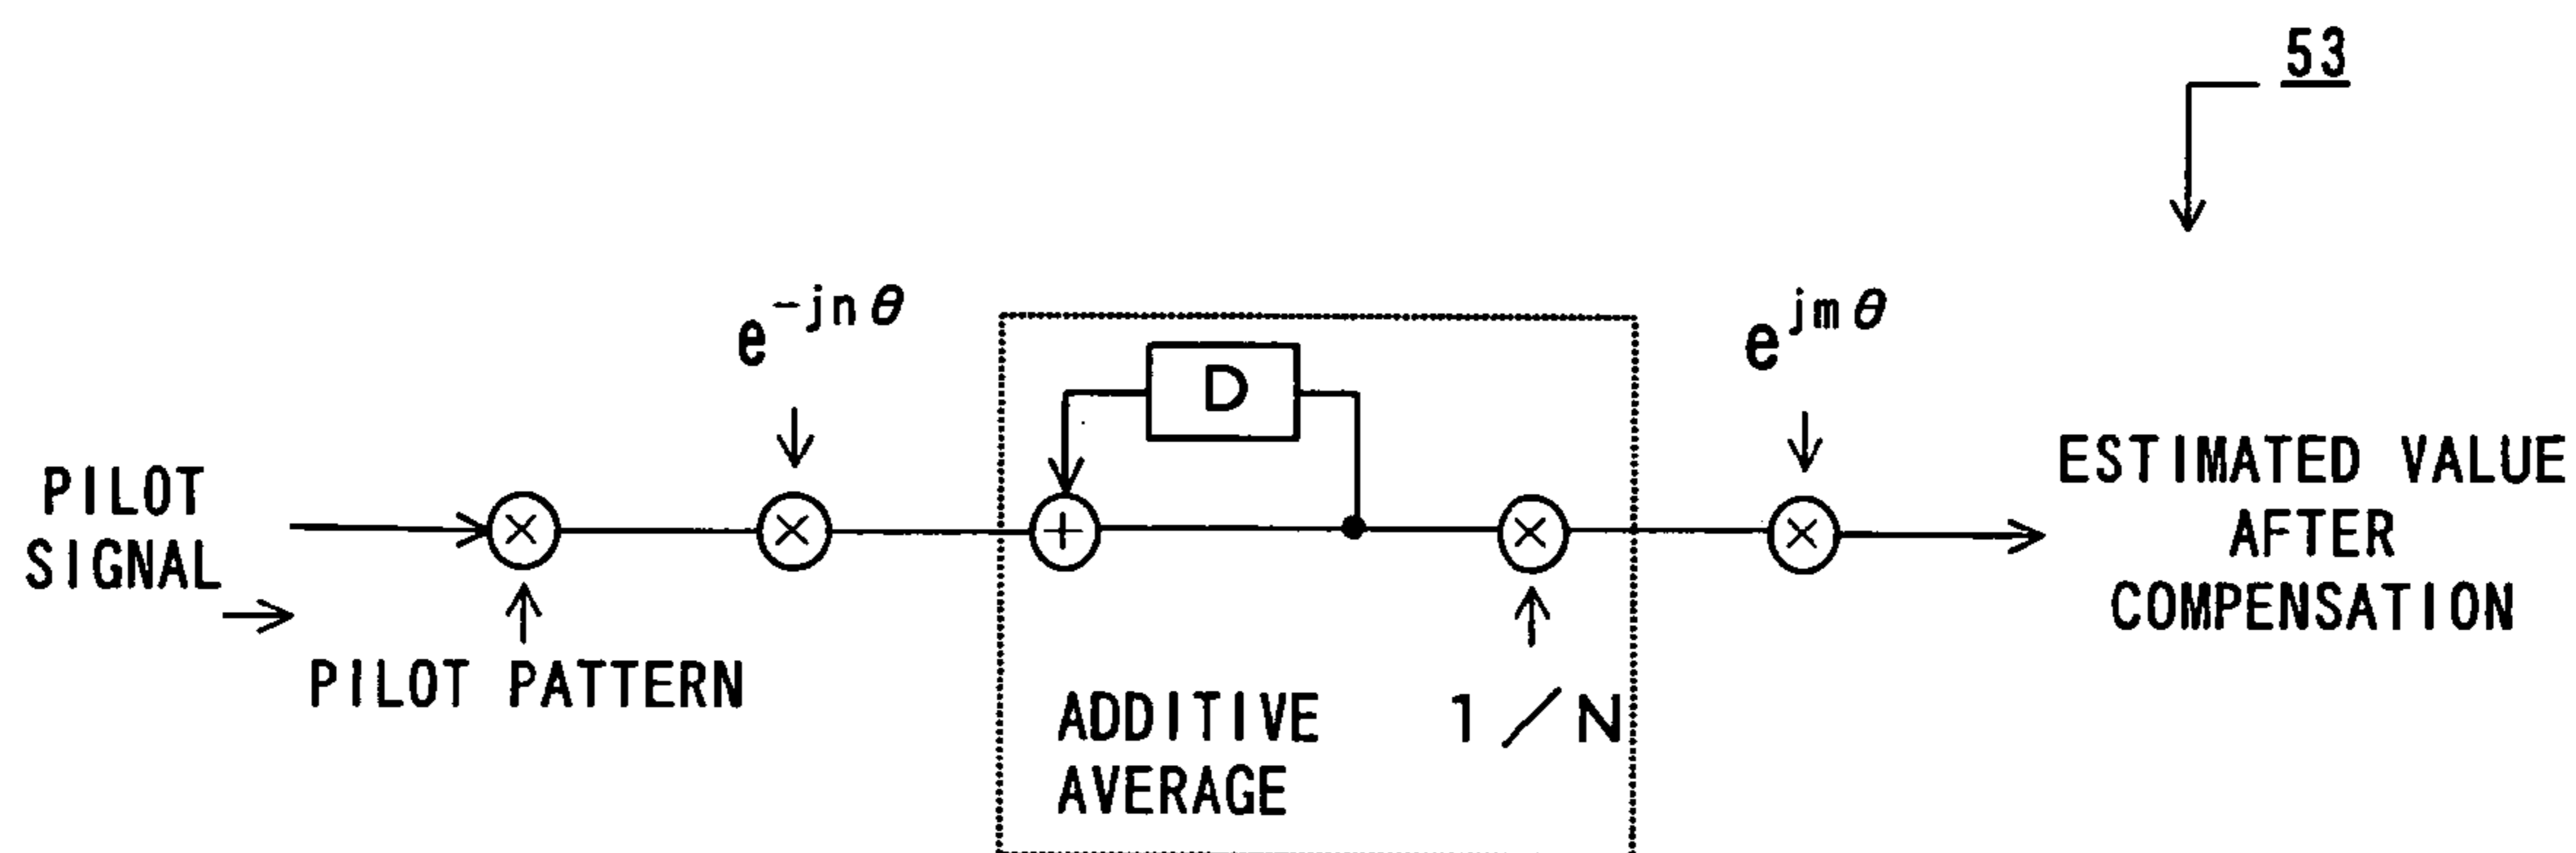 53
e^{-jnθ}
e^{jmθ}
D
PILOT
SIGNAL
×
×
+
×
×
PILOT PATTERN
ADDITIVE
AVERAGE
1/N
ESTIMATED VALUE
AFTER
COMPENSATION